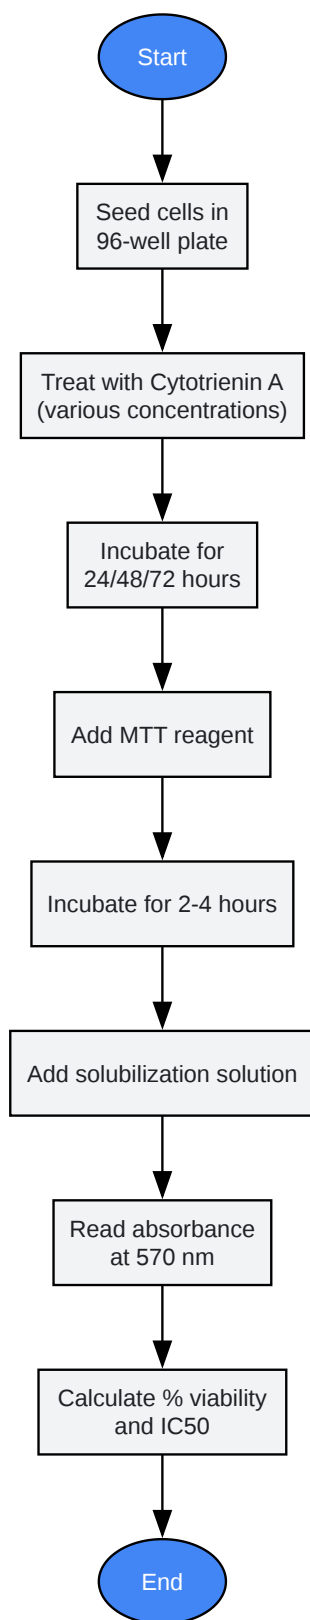 Start
Seed cells in
96-well plate
Treat with Cytotrienin A
(various concentrations)
Incubate for
24/48/72 hours
Add MTT reagent
Incubate for 2-4 hours
Add solubilization solution
Read absorbance
at 570 nm
Calculate % viability
and IC50
End